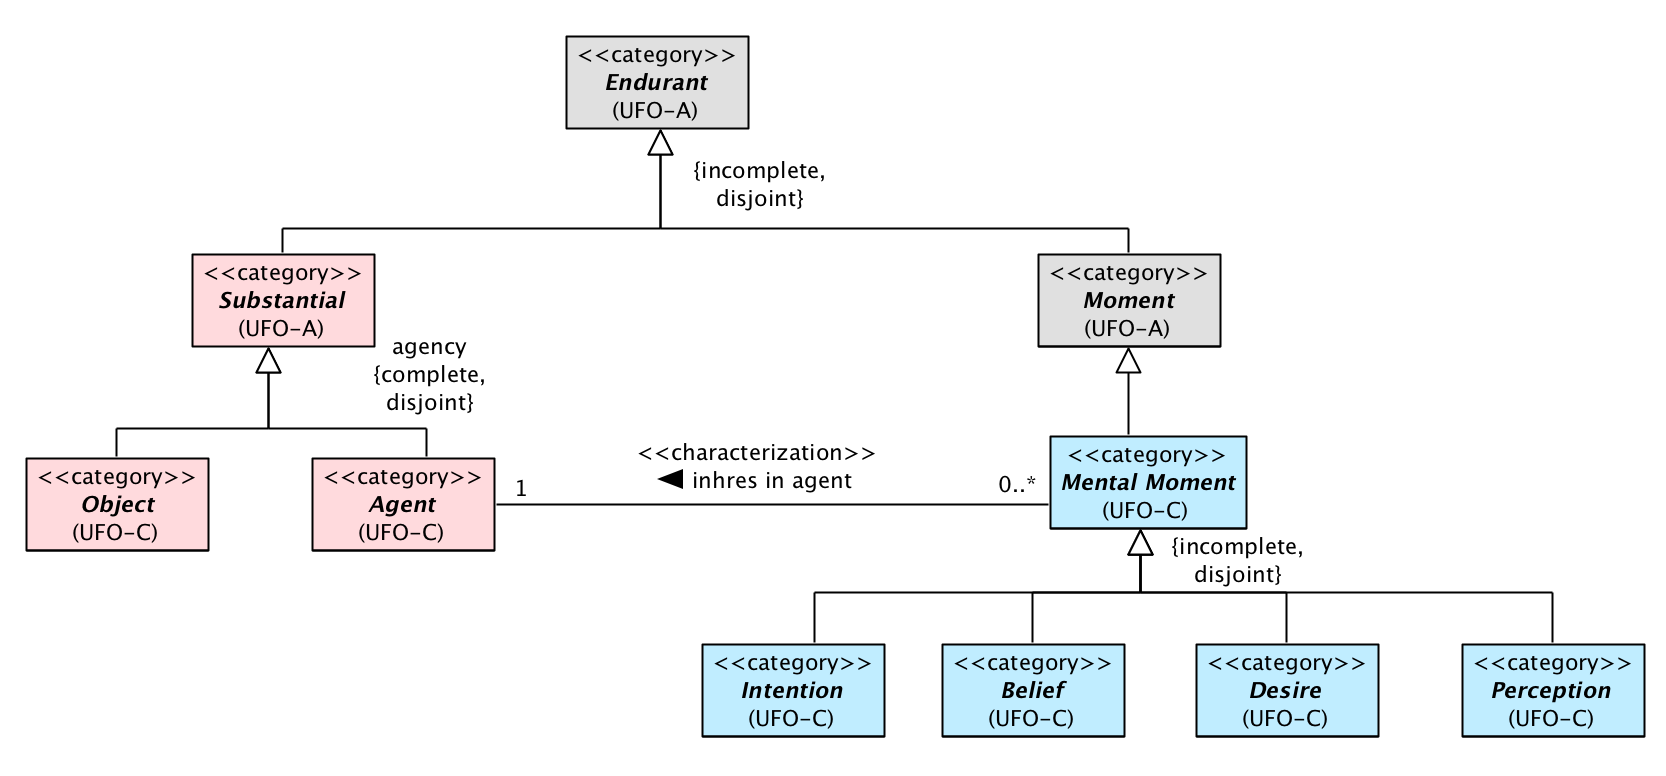 <<category>>
Endurant
(UFO-A)
{incomplete,
disjoint}
<<category>>
Substantial
(UFO-A)
<<category>>
Moment
(UFO-A)
agency
{complete,
disjoint}
<<category>>
Object
(UFO-C)
<<category>>
Agent
(UFO-C)
1
<<characterization>>
◀ inhres in agent
0..*
<<category>>
Mental Moment
(UFO-C)
{incomplete,
disjoint}
<<category>>
Intention
(UFO-C)
<<category>>
Belief
(UFO-C)
<<category>>
Desire
(UFO-C)
<<category>>
Perception
(UFO-C)